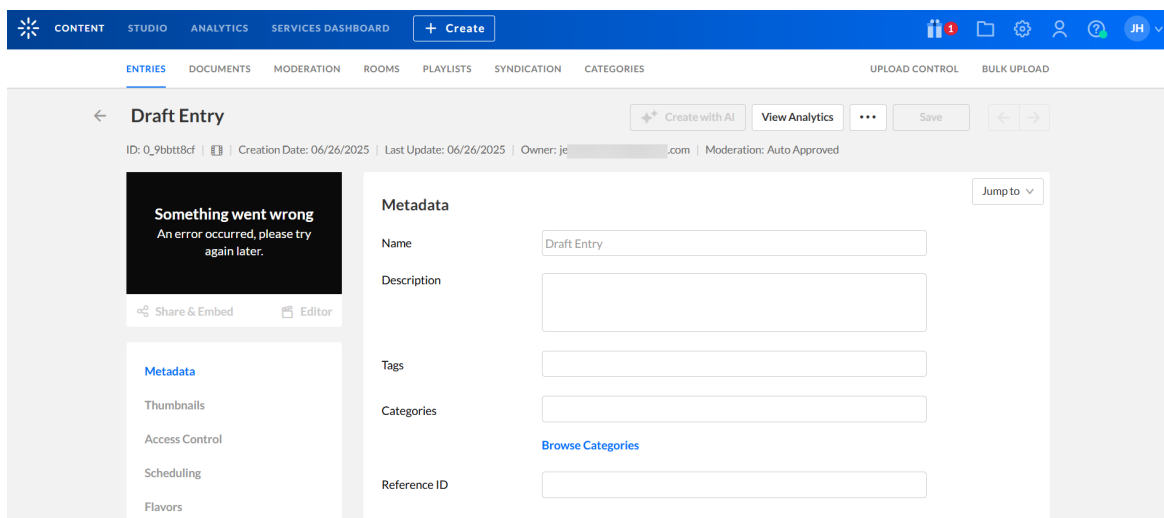 CONTENT STUDIO ANALYTICS SERVICES DASHBOARD + Create 1 JH
ENTRIES DOCUMENTS MODERATION ROOMS PLAYLISTS SYNDICATION CATEGORIES UPLOAD CONTROL BULK UPLOAD
Draft Entry Create with AI View Analytics ••• Save
ID: 0_9bbtt8cf | Creation Date: 06/26/2025 | Last Update: 06/26/2025 | Owner: je .com | Moderation: Auto Approved
Jump to
Something went wrong
An error occurred, please try
again later.
Share & Embed Editor
Metadata
Thumbnails
Access Control
Scheduling
Flavors
Metadata
Name Draft Entry
Description
Tags
Categories
Browse Categories
Reference ID